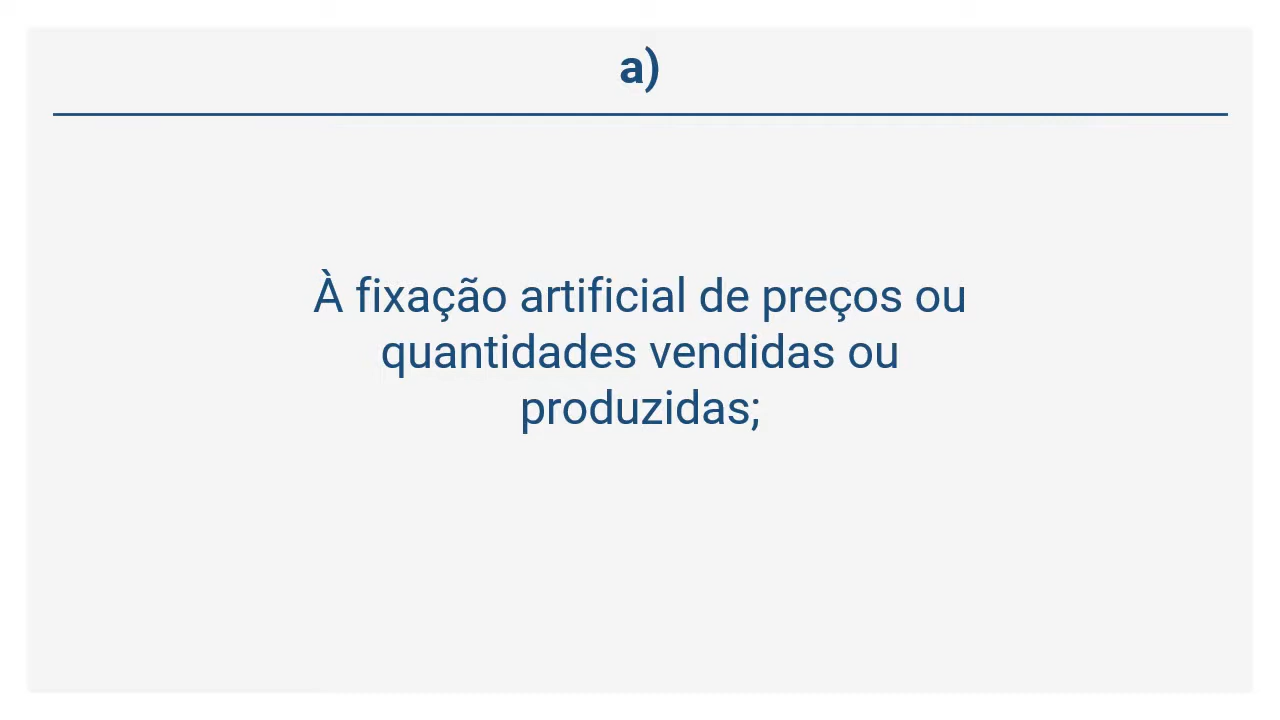 a)
À fixação artificial de preços ou
quantidades vendidas ou
produzidas;